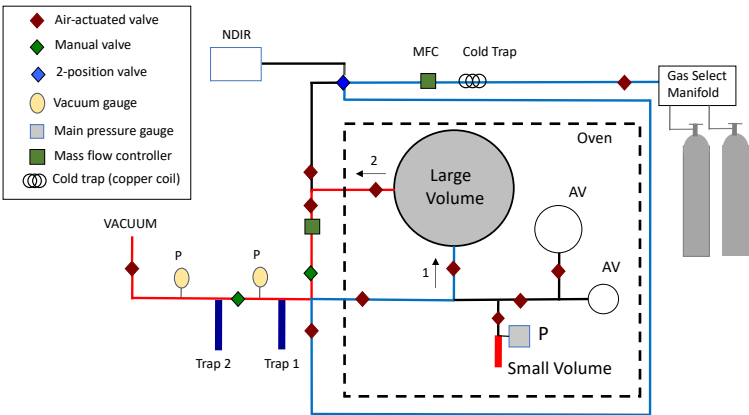 Air-actuated valve
Manual valve
2-position valve
Vacuum gauge
Main pressure gauge
Mass flow controller
Cold trap (copper coil)
NDIR
MFC
Cold Trap
Gas Select
Manifold
Oven
2
Large
Volume
AV
VACUUM
P
P
1
AV
P
Trap 2
Trap 1
Small Volume